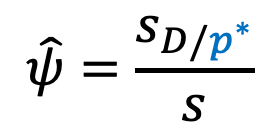 ψ̂ = s_{D/p*} / s